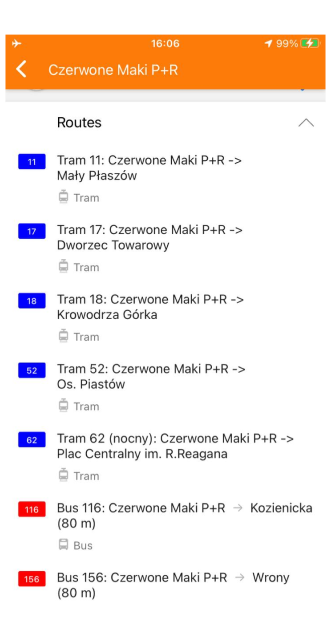 16:06
99%
Czerwone Maki P+R
Routes
11
Tram 11: Czerwone Maki P+R ->
Mały Płaszów
Tram
17
Tram 17: Czerwone Maki P+R ->
Dworzec Towarowy
Tram
18
Tram 18: Czerwone Maki P+R ->
Krowodrza Górka
Tram
52
Tram 52: Czerwone Maki P+R ->
Os. Piastów
Tram
62
Tram 62 (nocny): Czerwone Maki P+R ->
Plac Centralny im. R.Reagana
Tram
116
Bus 116: Czerwone Maki P+R → Kozienicka
(80 m)
Bus
156
Bus 156: Czerwone Maki P+R → Wrony
(80 m)